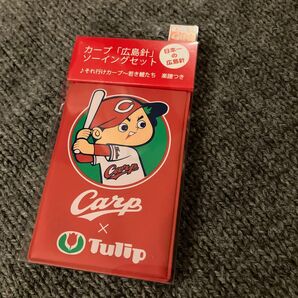 カープ「広島針」
ソーイングセット
日本一
の
広島針
♪それ行けカープ〜若き鯉たち 楽譜つき
Carp
Carp
×
Tulip